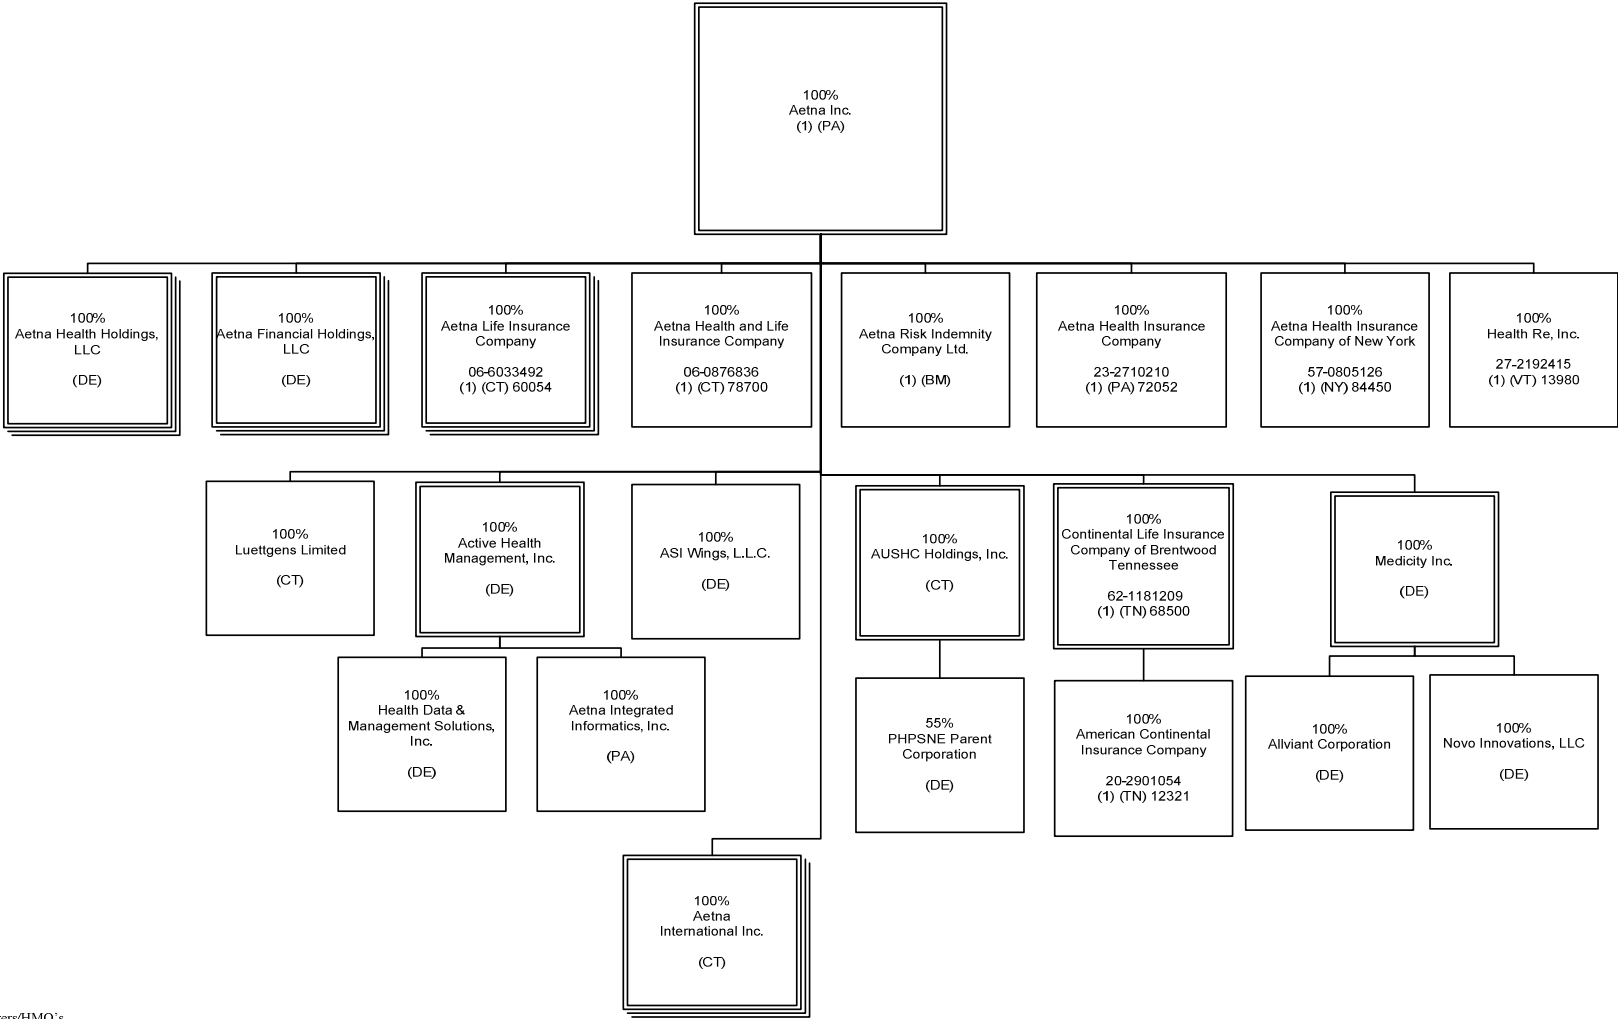 100%
Aetna Inc.
(1) (PA)
100%
Aetna Health Holdings,
LLC
(DE)
100%
Aetna Financial Holdings,
LLC
(DE)
100%
Aetna Life Insurance
Company
06-6033492
(1) (CT) 60054
100%
Aetna Health and Life
Insurance Company
06-0876836
(1) (CT) 78700
100%
Aetna Risk Indemnity
Company Ltd.
(1) (BM)
100%
Aetna Health Insurance
Company
23-2710210
(1) (PA) 72052
100%
Aetna Health Insurance
Company of New York
57-0805126
(1) (NY) 84450
100%
Health Re, Inc.
27-2192415
(1) (VT) 13980
100%
Luettgens Limited
(CT)
100%
Active Health
Management, Inc.
(DE)
100%
ASI Wings, L.L.C.
(DE)
100%
AUSHC Holdings, Inc.
(CT)
100%
Continental Life Insurance
Company of Brentwood
Tennessee
62-1181209
(1) (TN) 68500
100%
Medicity Inc.
(DE)
100%
Health Data &
Management Solutions,
Inc.
(DE)
100%
Aetna Integrated
Informatics, Inc.
(PA)
55%
PHPSNE Parent
Corporation
(DE)
100%
American Continental
Insurance Company
20-2901054
(1) (TN) 12321
100%
Allviant Corporation
(DE)
100%
Novo Innovations, LLC
(DE)
100%
Aetna
International Inc.
(CT)